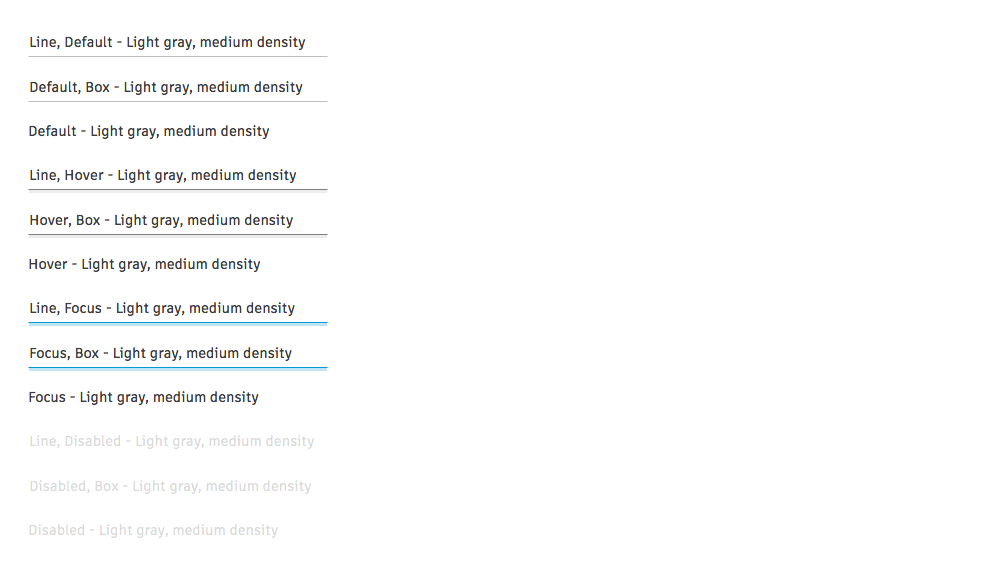 Line, Default - Light gray, medium density
Default, Box - Light gray, medium density
Default - Light gray, medium density
Line, Hover - Light gray, medium density
Hover, Box - Light gray, medium density
Hover - Light gray, medium density
Line, Focus - Light gray, medium density
Focus, Box - Light gray, medium density
Focus - Light gray, medium density
Line, Disabled - Light gray, medium density
Disabled, Box - Light gray, medium density
Disabled - Light gray, medium density